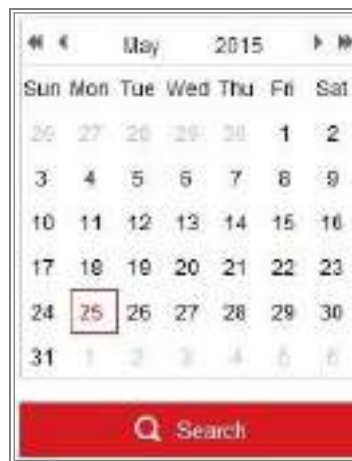 May 2015
Sun Mon Tue Wed Thu Fri Sat
26 27 28 29 30 1 2
3 4 5 6 7 8 9
10 11 12 13 14 15 16
17 18 19 20 21 22 23
24 25 26 27 28 29 30
31 1 2 3 4 5 6
Search